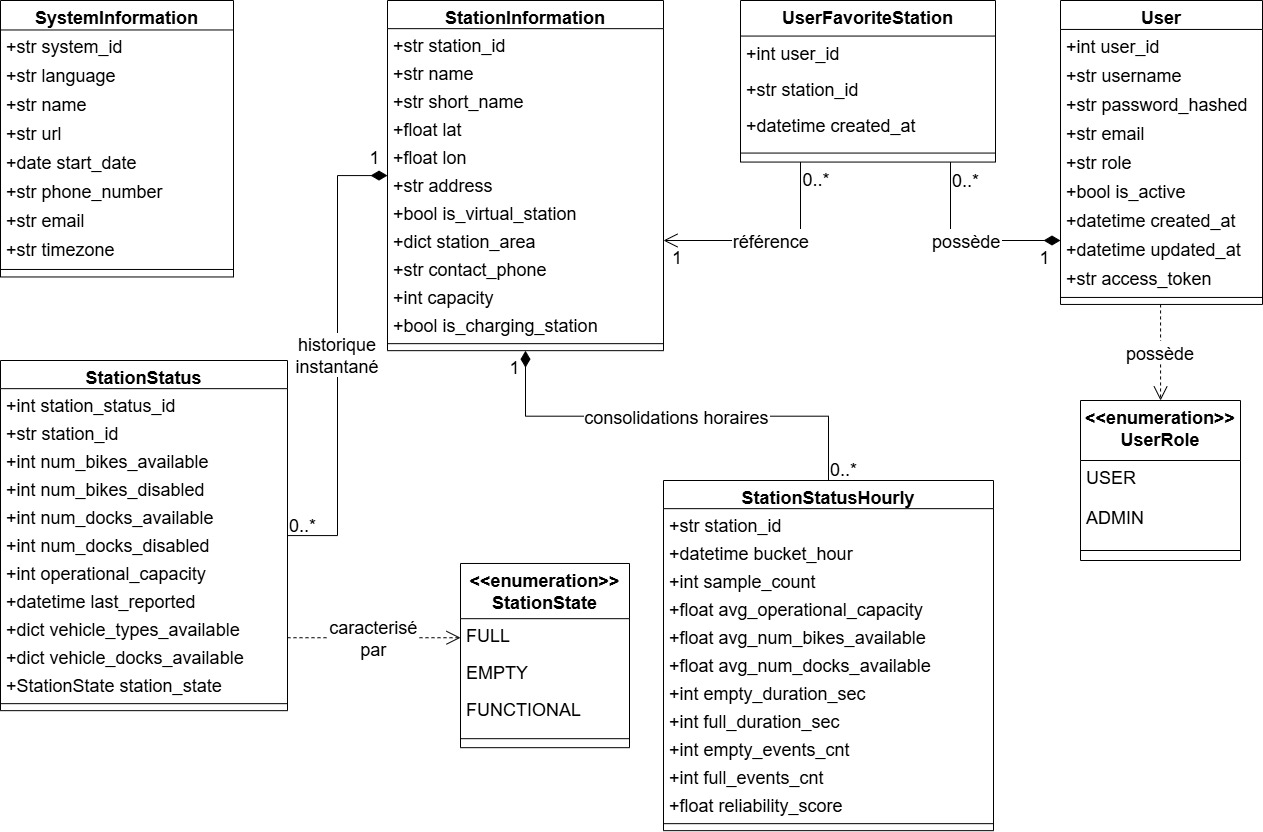 SystemInformation
+str system_id
+str language
+str name
+str url
+date start_date
+str phone_number
+str email
+str timezone
StationInformation
+str station_id
+str name
+str short_name
+float lat
+float lon
+str address
+bool is_virtual_station
+dict station_area
+str contact_phone
+int capacity
+bool is_charging_station
UserFavoriteStation
+int user_id
+str station_id
+datetime created_at
User
+int user_id
+str username
+str password_hashed
+str email
+str role
+bool is_active
+datetime created_at
+datetime updated_at
+str access_token
1
0..*
référence
1
0..*
possède
1
historique
instantané
0..*
1
consolidations horaires
0..*
possède
StationStatus
+int station_status_id
+str station_id
+int num_bikes_available
+int num_bikes_disabled
+int num_docks_available
+int num_docks_disabled
+int operational_capacity
+datetime last_reported
+dict vehicle_types_available
+dict vehicle_docks_available
+StationState station_state
caracterisé
par
<<enumeration>>
StationState
FULL
EMPTY
FUNCTIONAL
StationStatusHourly
+str station_id
+datetime bucket_hour
+int sample_count
+float avg_operational_capacity
+float avg_num_bikes_available
+float avg_num_docks_available
+int empty_duration_sec
+int full_duration_sec
+int empty_events_cnt
+int full_events_cnt
+float reliability_score
<<enumeration>>
UserRole
USER
ADMIN